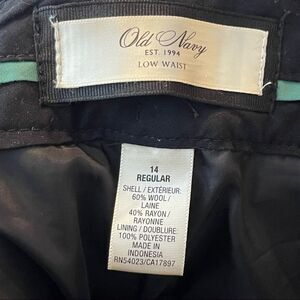 Old Navy
EST. 1994
LOW WAIST
14
REGULAR
SHELL / EXTÉRIEUR:
60% WOOL /
LAINE
40% RAYON /
RAYONNE
LINING / DOUBLURE:
100% POLYESTER
MADE IN
INDONESIA
RN54023/CA17897